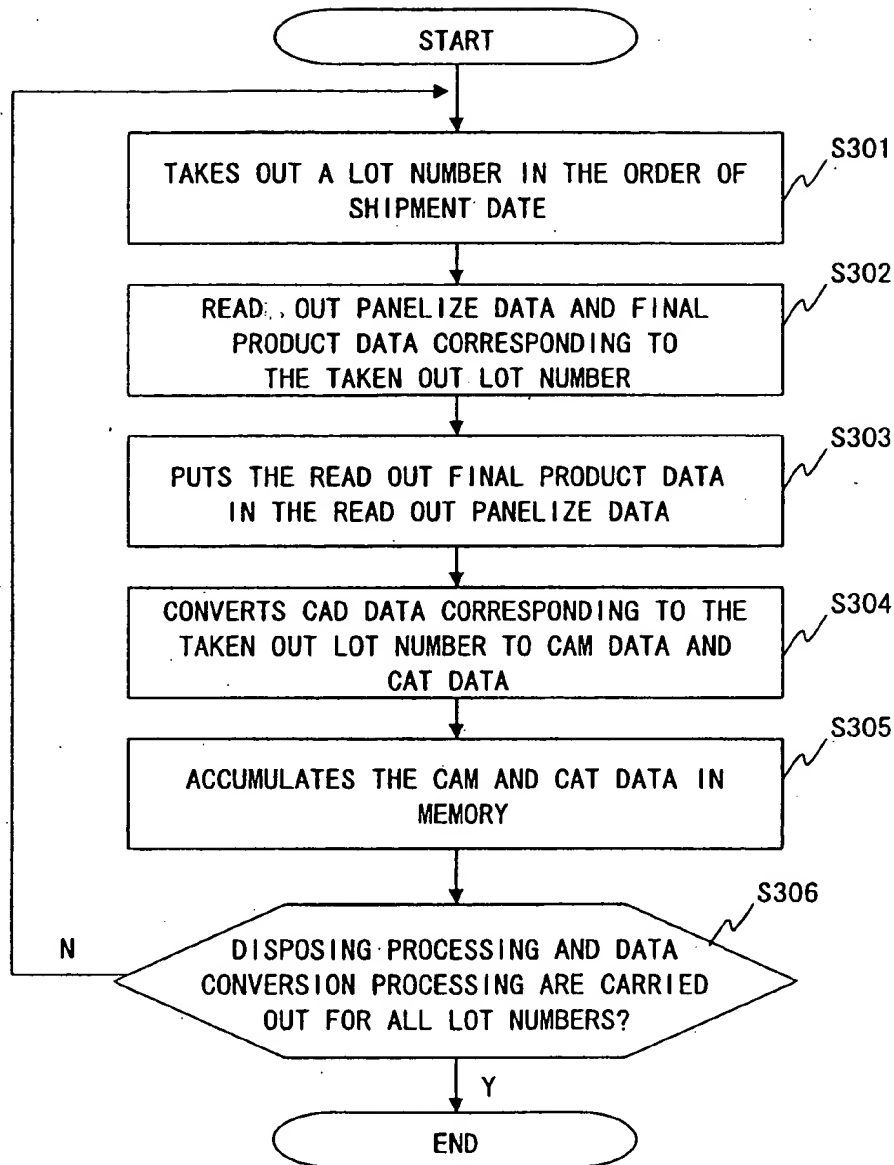 START
TAKES OUT A LOT NUMBER IN THE ORDER OF
SHIPMENT DATE
S301
READ OUT PANELIZE DATA AND FINAL
PRODUCT DATA CORRESPONDING TO
THE TAKEN OUT LOT NUMBER
S302
PUTS THE READ OUT FINAL PRODUCT DATA
IN THE READ OUT PANELIZE DATA
S303
CONVERTS CAD DATA CORRESPONDING TO THE
TAKEN OUT LOT NUMBER TO CAM DATA AND
CAT DATA
S304
ACCUMULATES THE CAM AND CAT DATA IN
MEMORY
S305
DISPOSING PROCESSING AND DATA
CONVERSION PROCESSING ARE CARRIED
OUT FOR ALL LOT NUMBERS?
S306
N
Y
END